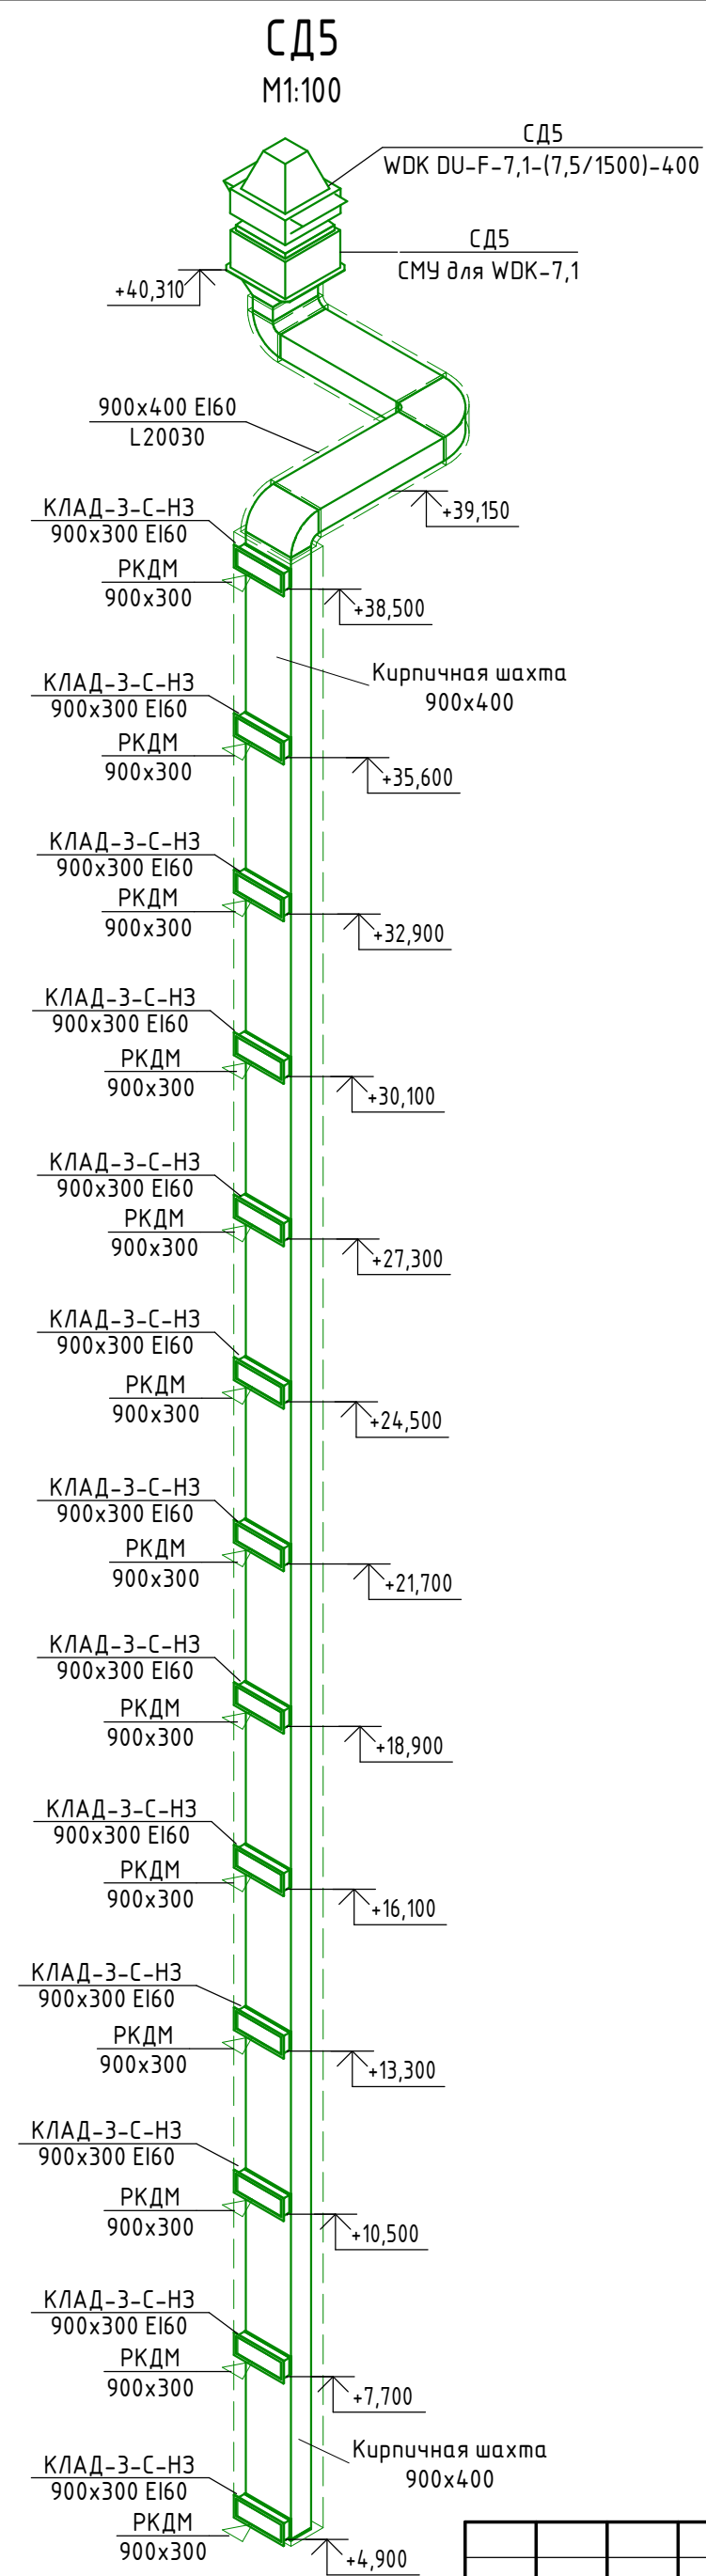 СД5
М1:100
СД5
WDK DU-F-7,1-(7,5/1500)-400
СД5
СМУ для WDK-7,1
+40,310
900х400 EI60
L20030
+39,150
КЛАД-3-С-НЗ
900х300 EI60
РКДМ
900х300
+38,500
Кирпичная шахта
900х400
КЛАД-3-С-НЗ
900х300 EI60
РКДМ
900х300
+35,600
КЛАД-3-С-НЗ
900х300 EI60
РКДМ
900х300
+32,900
КЛАД-3-С-НЗ
900х300 EI60
РКДМ
900х300
+30,100
КЛАД-3-С-НЗ
900х300 EI60
РКДМ
900х300
+27,300
КЛАД-3-С-НЗ
900х300 EI60
РКДМ
900х300
+24,500
КЛАД-3-С-НЗ
900х300 EI60
РКДМ
900х300
+21,700
КЛАД-3-С-НЗ
900х300 EI60
РКДМ
900х300
+18,900
КЛАД-3-С-НЗ
900х300 EI60
РКДМ
900х300
+16,100
КЛАД-3-С-НЗ
900х300 EI60
РКДМ
900х300
+13,300
КЛАД-3-С-НЗ
900х300 EI60
РКДМ
900х300
+10,500
КЛАД-3-С-НЗ
900х300 EI60
РКДМ
900х300
+7,700
Кирпичная шахта
900х400
КЛАД-3-С-НЗ
900х300 EI60
РКДМ
900х300
+4,900